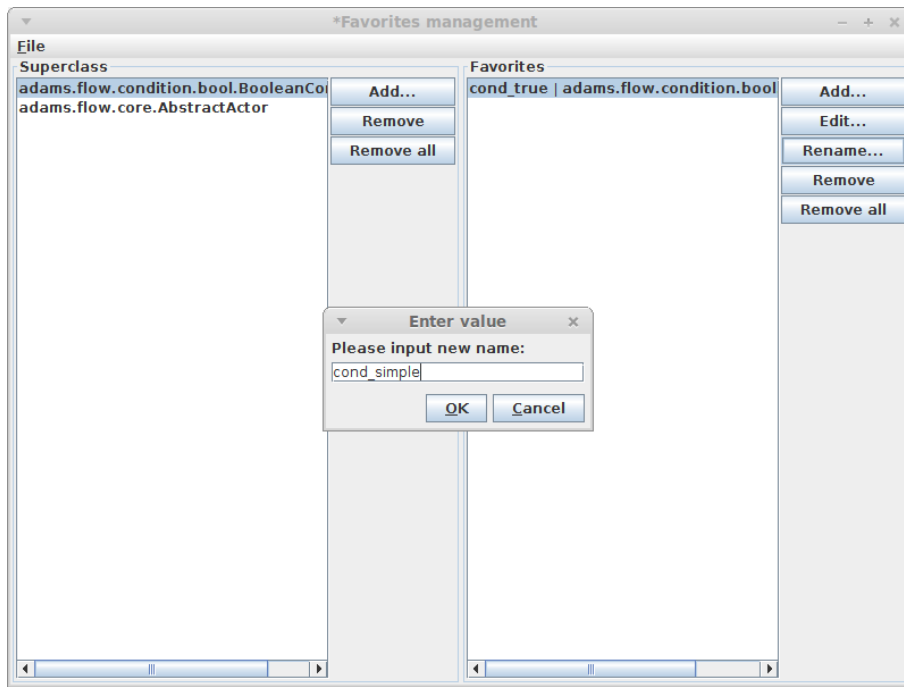 *Favorites management
File
Superclass
adams.flow.condition.bool.BooleanCo
adams.flow.core.AbstractActor
Add...
Remove
Remove all
Favorites
cond_true | adams.flow.condition.bool
Add...
Edit...
Rename...
Remove
Remove all
Enter value
Please input new name:
cond_simple
OK
Cancel